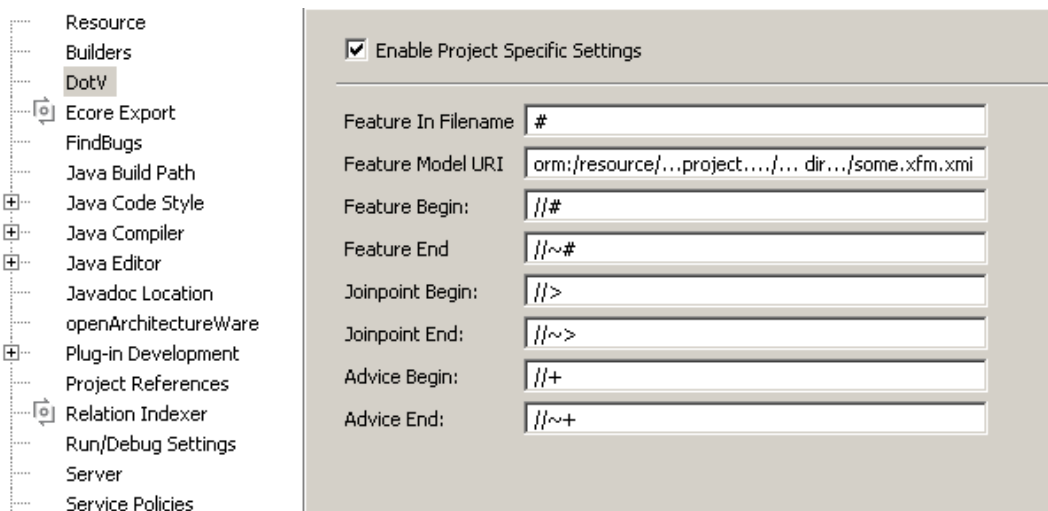 Resource
Builders
DotV
Ecore Export
FindBugs
Java Build Path
Java Code Style
Java Compiler
Java Editor
Javadoc Location
openArchitectureWare
Plug-in Development
Project References
Relation Indexer
Run/Debug Settings
Server
Service Policies
Enable Project Specific Settings
Feature In Filename #
Feature Model URI orm:/resource/...project..../... dir.../some.xfm.xmi
Feature Begin: //#
Feature End //~#
Joinpoint Begin: //>
Joinpoint End: //~>
Advice Begin: //+
Advice End: //~+